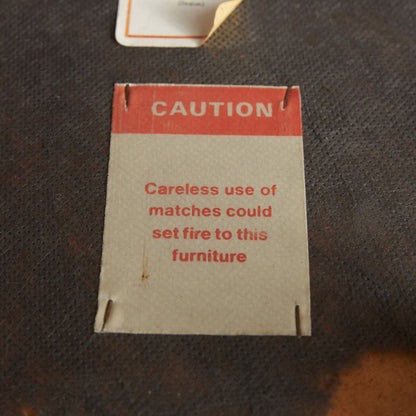 CAUTION
Careless use of
matches could
set fire to this
furniture